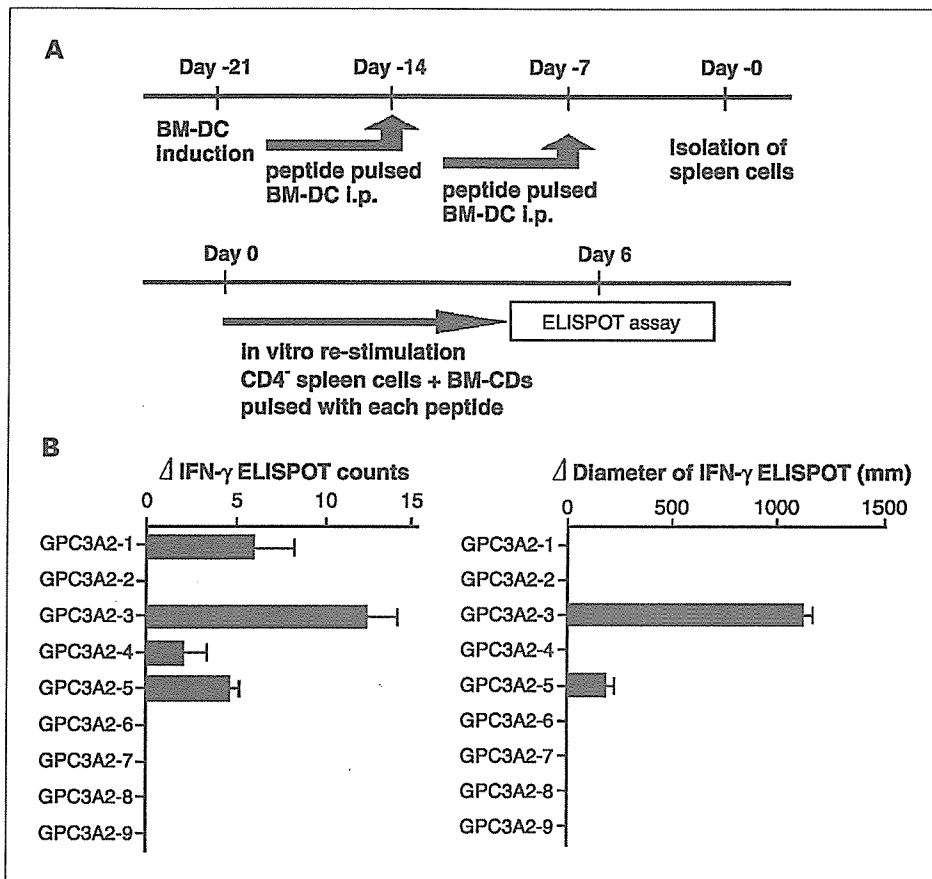 A
Day -21 Day -14 Day -7 Day -0
BM-DC
induction
peptide pulsed
BM-DC i.p.
peptide pulsed
BM-DC i.p.
Isolation of
spleen cells
Day 0 Day 6
ELISPOT assay
in vitro re-stimulation
CD4⁻ spleen cells + BM-CDs
pulsed with each peptide
B
⊿ IFN-γ ELISPOT counts
0 5 10 15
GPC3A2-1
GPC3A2-2
GPC3A2-3
GPC3A2-4
GPC3A2-5
GPC3A2-6
GPC3A2-7
GPC3A2-8
GPC3A2-9
⊿ Diameter of IFN-γ ELISPOT (mm)
0 500 1000 1500
GPC3A2-1
GPC3A2-2
GPC3A2-3
GPC3A2-4
GPC3A2-5
GPC3A2-6
GPC3A2-7
GPC3A2-8
GPC3A2-9